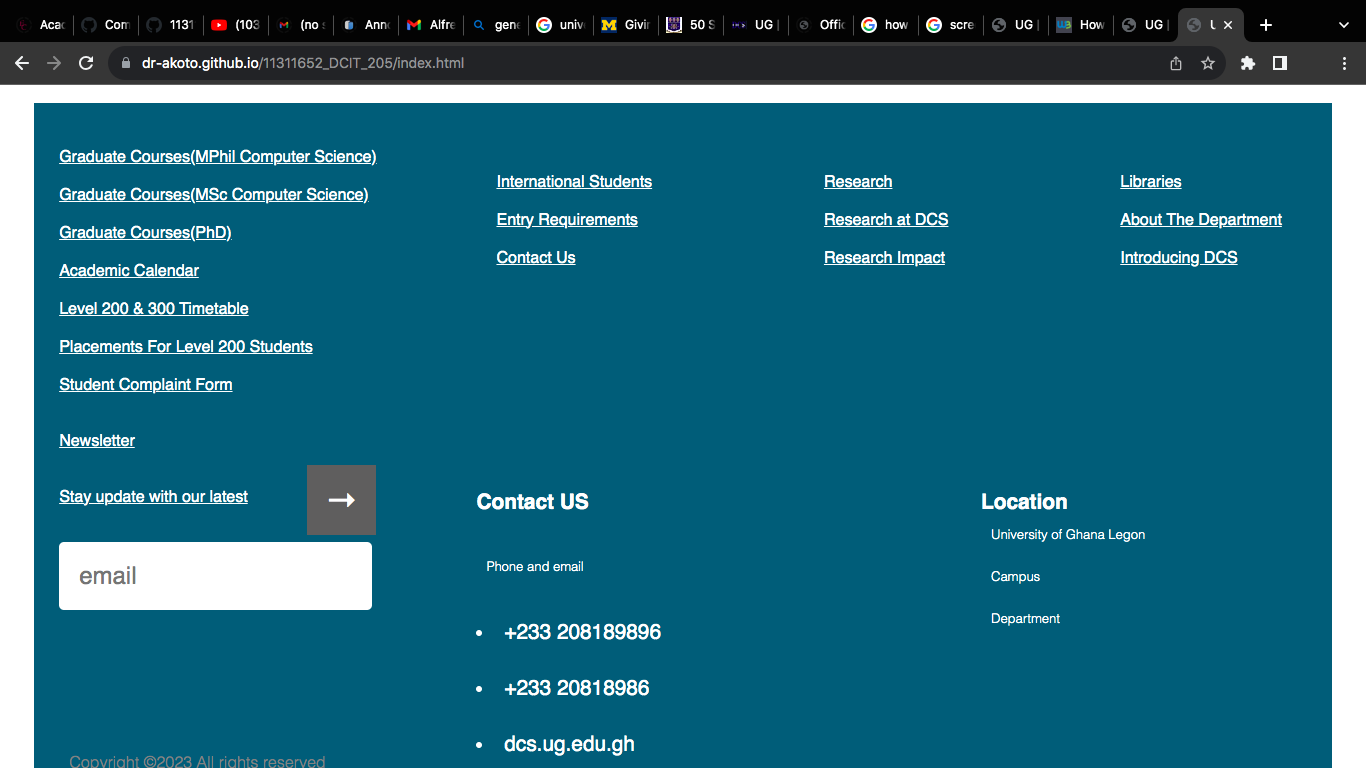 Aca
Com
1131
(103
(no s
Anno
Alfre
gene
univ
Givin
50 S
UG |
Offic
how
scre
UG |
How
UG |
U
dr-akoto.github.io/11311652_DCIT_205/index.html
Graduate Courses(MPhil Computer Science)
Graduate Courses(MSc Computer Science)
Graduate Courses(PhD)
Academic Calendar
Level 200 & 300 Timetable
Placements For Level 200 Students
Student Complaint Form
International Students
Entry Requirements
Contact Us
Research
Research at DCS
Research Impact
Libraries
About The Department
Introducing DCS
Newsletter
Stay update with our latest
email
Contact US
Phone and email
+233 208189896
+233 20818986
dcs.ug.edu.gh
Location
University of Ghana Legon
Campus
Department
Copyright ©2023 All rights reserved